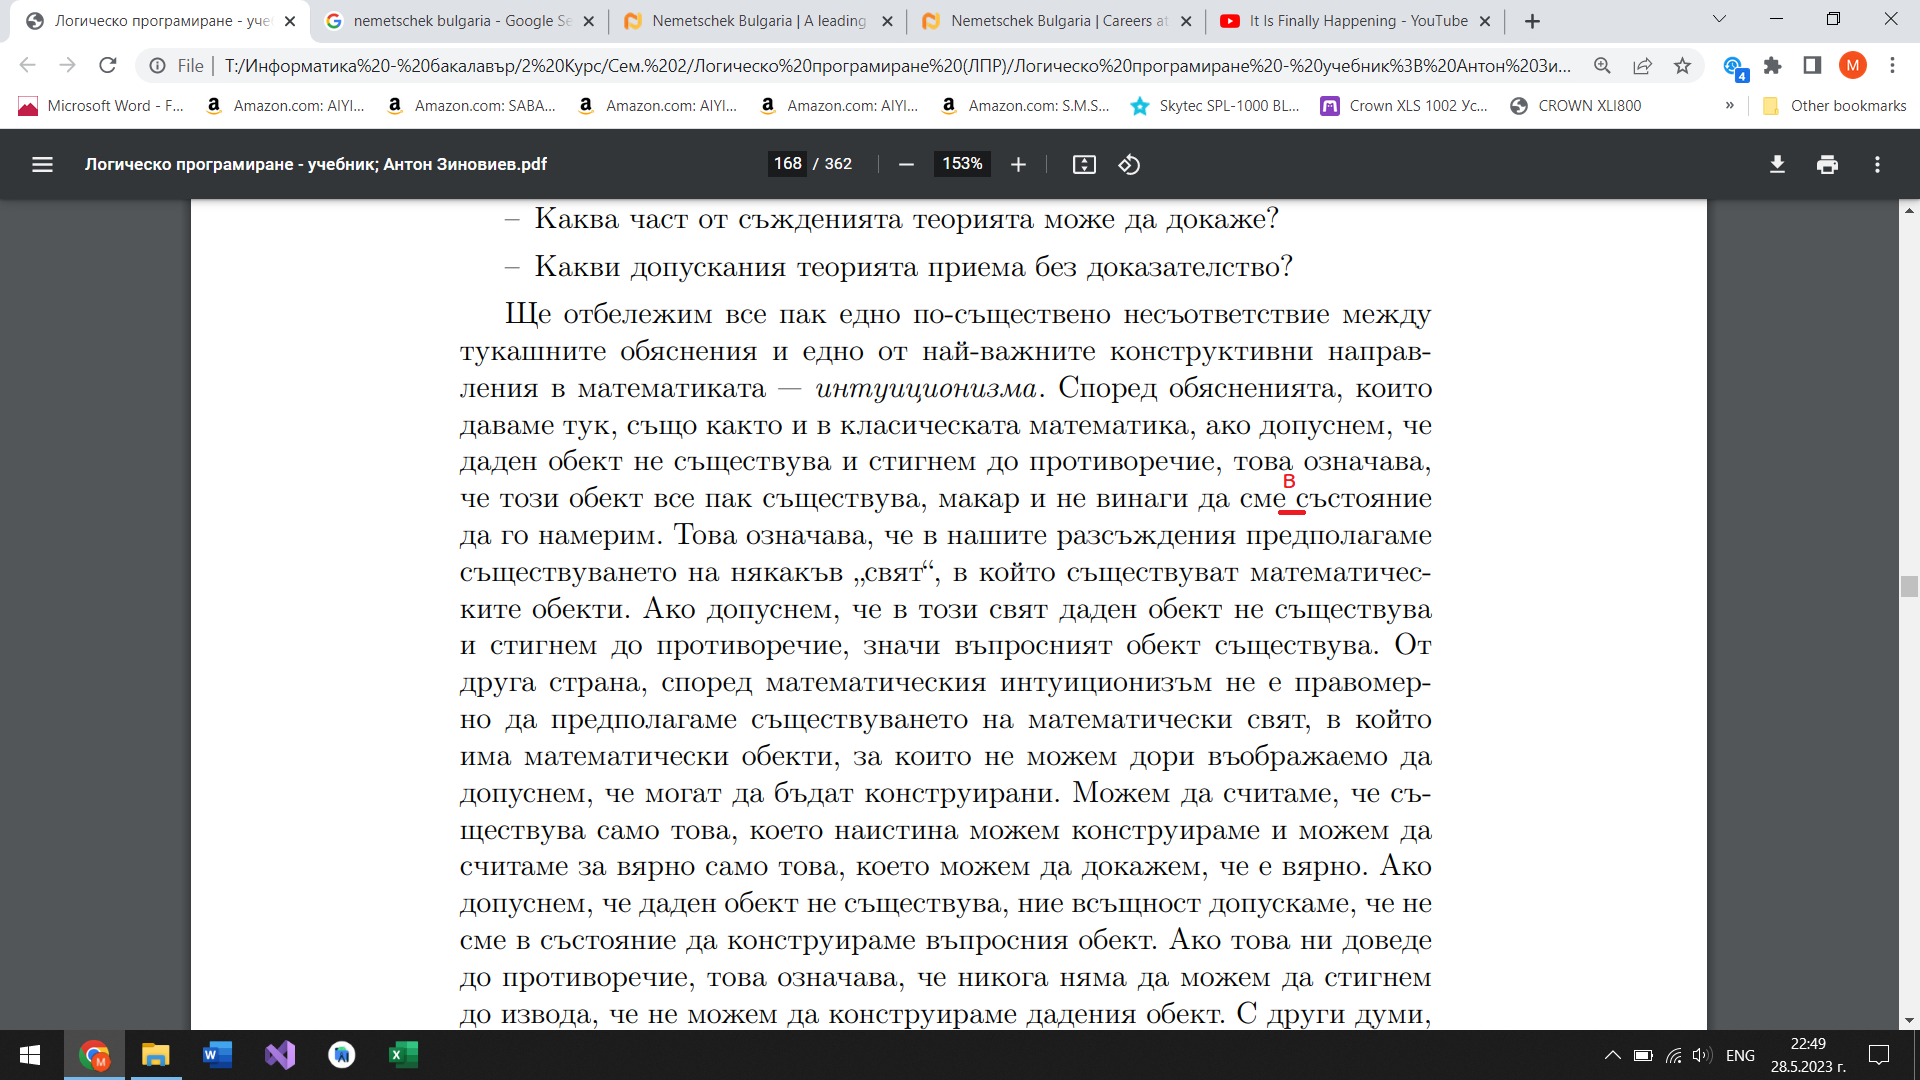 Логическо програмиране - уче
nemetschek bulgaria - Google Se
Nemetschek Bulgaria | A leading
Nemetschek Bulgaria | Careers at
It Is Finally Happening - YouTube
File
T:/Информатика%20-%20бакалавър/2%20Курс/Сем.%202/Логическо%20програмиране%20(ЛПР)/Логическо%20програмиране%20-%20учебник%3B%20Антон%20Зи...
4
M
Microsoft Word - F...
Amazon.com: AIYI...
Amazon.com: SABA...
Amazon.com: AIYI...
Amazon.com: AIYI...
Amazon.com: S.M.S...
Skytec SPL-1000 BL...
Crown XLS 1002 Ус...
CROWN XLI800
»
Other bookmarks
Логическо програмиране - учебник; Антон Зиновиев.pdf
168 / 362
153%
– Каква част от съжденията теорията може да докаже?
– Какви допускания теорията приема без доказателство?
Ще отбележим все пак едно по-съществено несъответствие между
тукашните обяснения и едно от най-важните конструктивни направ-
ления в математиката — интуиционизма. Според обясненията, които
даваме тук, също както и в класическата математика, ако допуснем, че
даден обект не съществува и стигнем до противоречие, това означава,
В
че този обект все пак съществува, макар и не винаги да сме състояние
да го намерим. Това означава, че в нашите разсъждения предполагаме
съществуването на някакъв „свят“, в който съществуват математичес-
ките обекти. Ако допуснем, че в този свят даден обект не съществува
и стигнем до противоречие, значи въпросният обект съществува. От
друга страна, според математическия интуиционизъм не е правомер-
но да предполагаме съществуването на математически свят, в който
има математически обекти, за които не можем дори въображаемо да
допуснем, че могат да бъдат конструирани. Можем да считаме, че съ-
ществува само това, което наистина можем конструираме и можем да
считаме за вярно само това, което можем да докажем, че е вярно. Ако
допуснем, че даден обект не съществува, ние всъщност допускаме, че не
сме в състояние да конструираме въпросния обект. Ако това ни доведе
до противоречие, това означава, че никога няма да можем да стигнем
до извода, че не можем да конструираме дадения обект. С други думи,
M
ENG
22:49
28.5.2023 г.